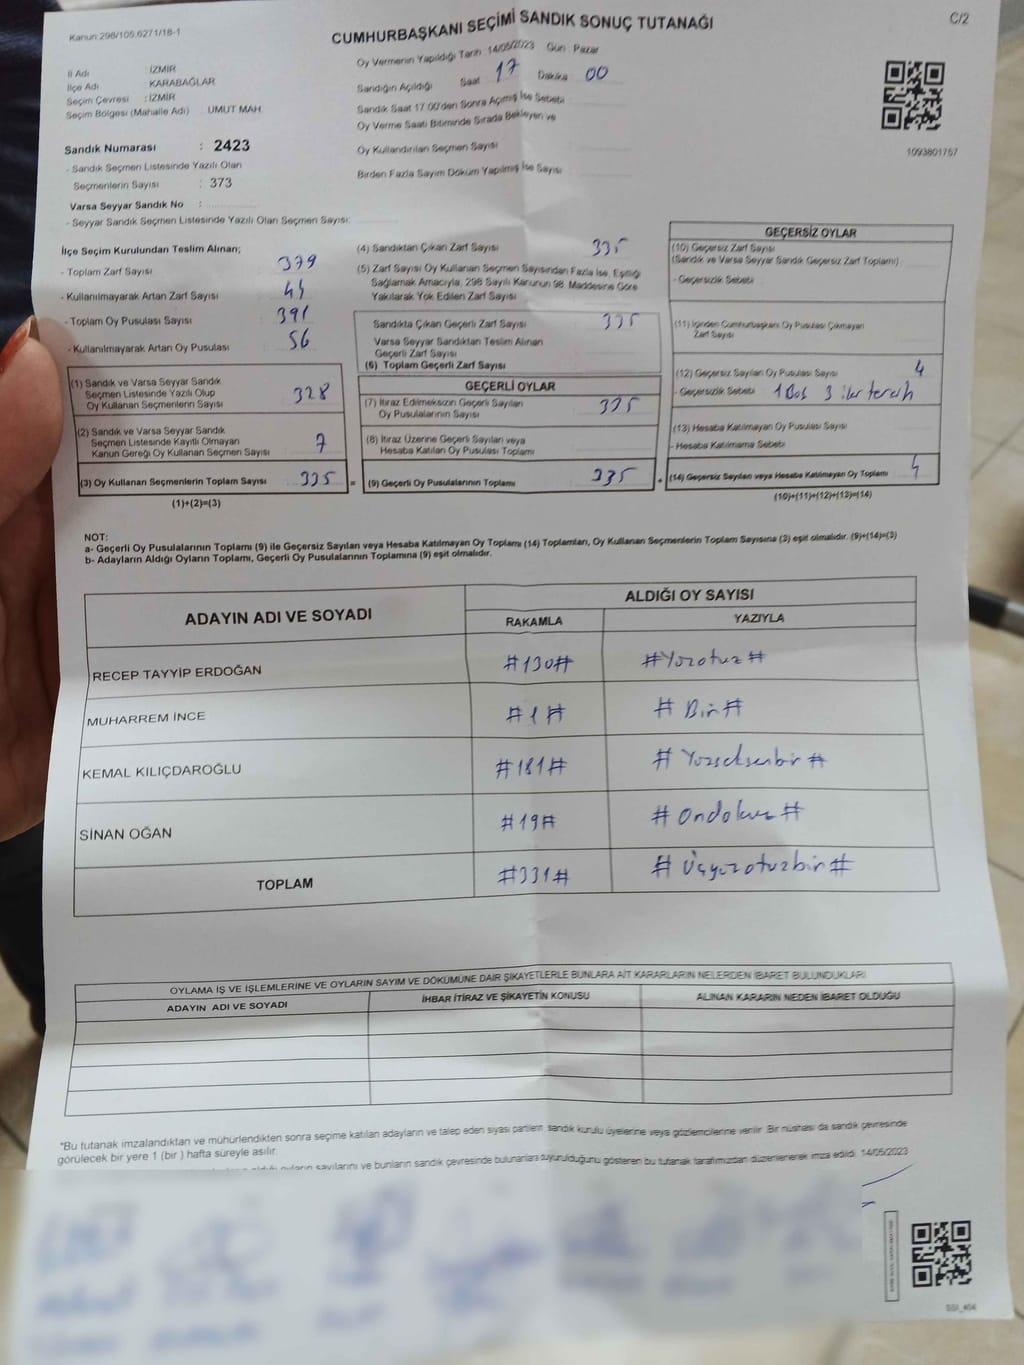 Kanun:298/105,6271/18-1
CUMHURBAŞKANI SEÇİMİ SANDIK SONUÇ TUTANAĞI
C/2
İl Adı : İZMİR
İlçe Adı : KARABAĞLAR
Seçim Çevresi : İZMİR
Seçim Bölgesi (Mahalle Adı) : UMUT MAH.
Sandık Numarası : 2423
- Sandık Seçmen Listesinde Yazılı Olan
Seçmenlerin Sayısı : 373
Varsa Seyyar Sandık No :
- Seyyar Sandık Seçmen Listesinde Yazılı Olan Seçmen Sayısı:
Oy Vermenin Yapıldığı Tarih 14/05/2023 Gün : Pazar
Sandığın Açıldığı Saat 17 Dakika 00
Sandık Saat 17.00'den Sonra Açılmış İse Sebebi
Oy Verme Saati Bitiminde Sırada Bekleyen ve
Oy Kullandırılan Seçmen Sayısı
Birden Fazla Sayım Döküm Yapılmış İse Sayısı
1093801757
İlçe Seçim Kurulundan Teslim Alınan;
- Toplam Zarf Sayısı 379
- Kullanılmayarak Artan Zarf Sayısı 44
- Toplam Oy Pusulası Sayısı 391
- Kullanılmayarak Artan Oy Pusulası 56
(1) Sandık ve Varsa Seyyar Sandık
Seçmen Listesinde Yazılı Olup
Oy Kullanan Seçmenlerin Sayısı 328
(2) Sandık ve Varsa Seyyar Sandık
Seçmen Listesinde Kayıtlı Olmayan
Kanun Gereği Oy Kullanan Seçmen Sayısı 7
(3) Oy Kullanan Seçmenlerin Toplam Sayısı 335 =
(1)+(2)=(3)
(4) Sandıktan Çıkan Zarf Sayısı 335
(5) Zarf Sayısı Oy Kullanan Seçmen Sayısından Fazla İse, Eşitliği
Sağlamak Amacıyla, 298 Sayılı Kanunun 98. Maddesine Göre
Yakılarak Yok Edilen Zarf Sayısı
Sandıkta Çıkan Geçerli Zarf Sayısı 335
Varsa Seyyar Sandıktan Teslim Alınan
Geçerli Zarf Sayısı
(6) Toplam Geçerli Zarf Sayısı
GEÇERLİ OYLAR
(7) İtiraz Edilmeksizin Geçerli Sayılan
Oy Pusulalarının Sayısı 335
(8) İtiraz Üzerine Geçerli Sayılan veya
Hesaba Katılan Oy Pusulası Toplamı
(9) Geçerli Oy Pusulalarının Toplamı 335 +
GEÇERSİZ OYLAR
(10) Geçersiz Zarf Sayısı
(Sandık ve Varsa Seyyar Sandık Geçersiz Zarf Toplamı)
- Geçersizlik Sebebi
(11) İçinden Cumhurbaşkanı Oy Pusulası Çıkmayan
Zarf Sayısı
(12) Geçersiz Sayılan Oy Pusulası Sayısı 4
- Geçersizlik Sebebi 1 Boş 3 iki tercih
(13) Hesaba Katılmayan Oy Pusulası Sayısı
- Hesaba Katılmama Sebebi
(14) Geçersiz Sayılan veya Hesaba Katılmayan Oy Toplamı 4
(10)+(11)+(12)+(13)=(14)
NOT:
a- Geçerli Oy Pusulalarının Toplamı (9) ile Geçersiz Sayılan veya Hesaba Katılmayan Oy Toplamı (14) Toplamları, Oy Kullanan Seçmenlerin Toplam Sayısına (3) eşit olmalıdır. (9)+(14)=(3)
b- Adayların Aldığı Oyların Toplamı, Geçerli Oy Pusulalarının Toplamına (9) eşit olmalıdır.
ADAYIN ADI VE SOYADI ALDIĞI OY SAYISI
RAKAMLA YAZIYLA
RECEP TAYYİP ERDOĞAN #130# #Yüzotuz#
MUHARREM İNCE #1# #Bir#
KEMAL KILIÇDAROĞLU #181# #Yüzseksenbir#
SİNAN OĞAN #19# #Ondokuz#
TOPLAM #331# #Üçyüzotuzbir#
OYLAMA İŞ VE İŞLEMLERİNE VE OYLARIN SAYIM VE DÖKÜMÜNE DAİR ŞİKAYETLERLE BUNLARA AİT KARARLARIN NELERDEN İBARET BULUNDUKLARI
ADAYIN ADI VE SOYADI İHBAR İTİRAZ VE ŞİKAYETİN KONUSU ALINAN KARARIN NEDEN İBARET OLDUĞU
*Bu tutanak imzalandıktan ve mühürlendikten sonra seçime katılan adayların ve talep eden siyasi partilerin sandık kurulu üyelerine veya gözlemcilerine verilir. Bir nüshası da sandık çevresinde
görülecek bir yere 1 (bir) hafta süreyle asılır.
aldığı oyların sayılarını ve bunların sandık çevresinde bulunanlara duyurulduğunu gösteren bu tutanak tarafımızdan düzenlenerek imza edildi. 14/05/2023